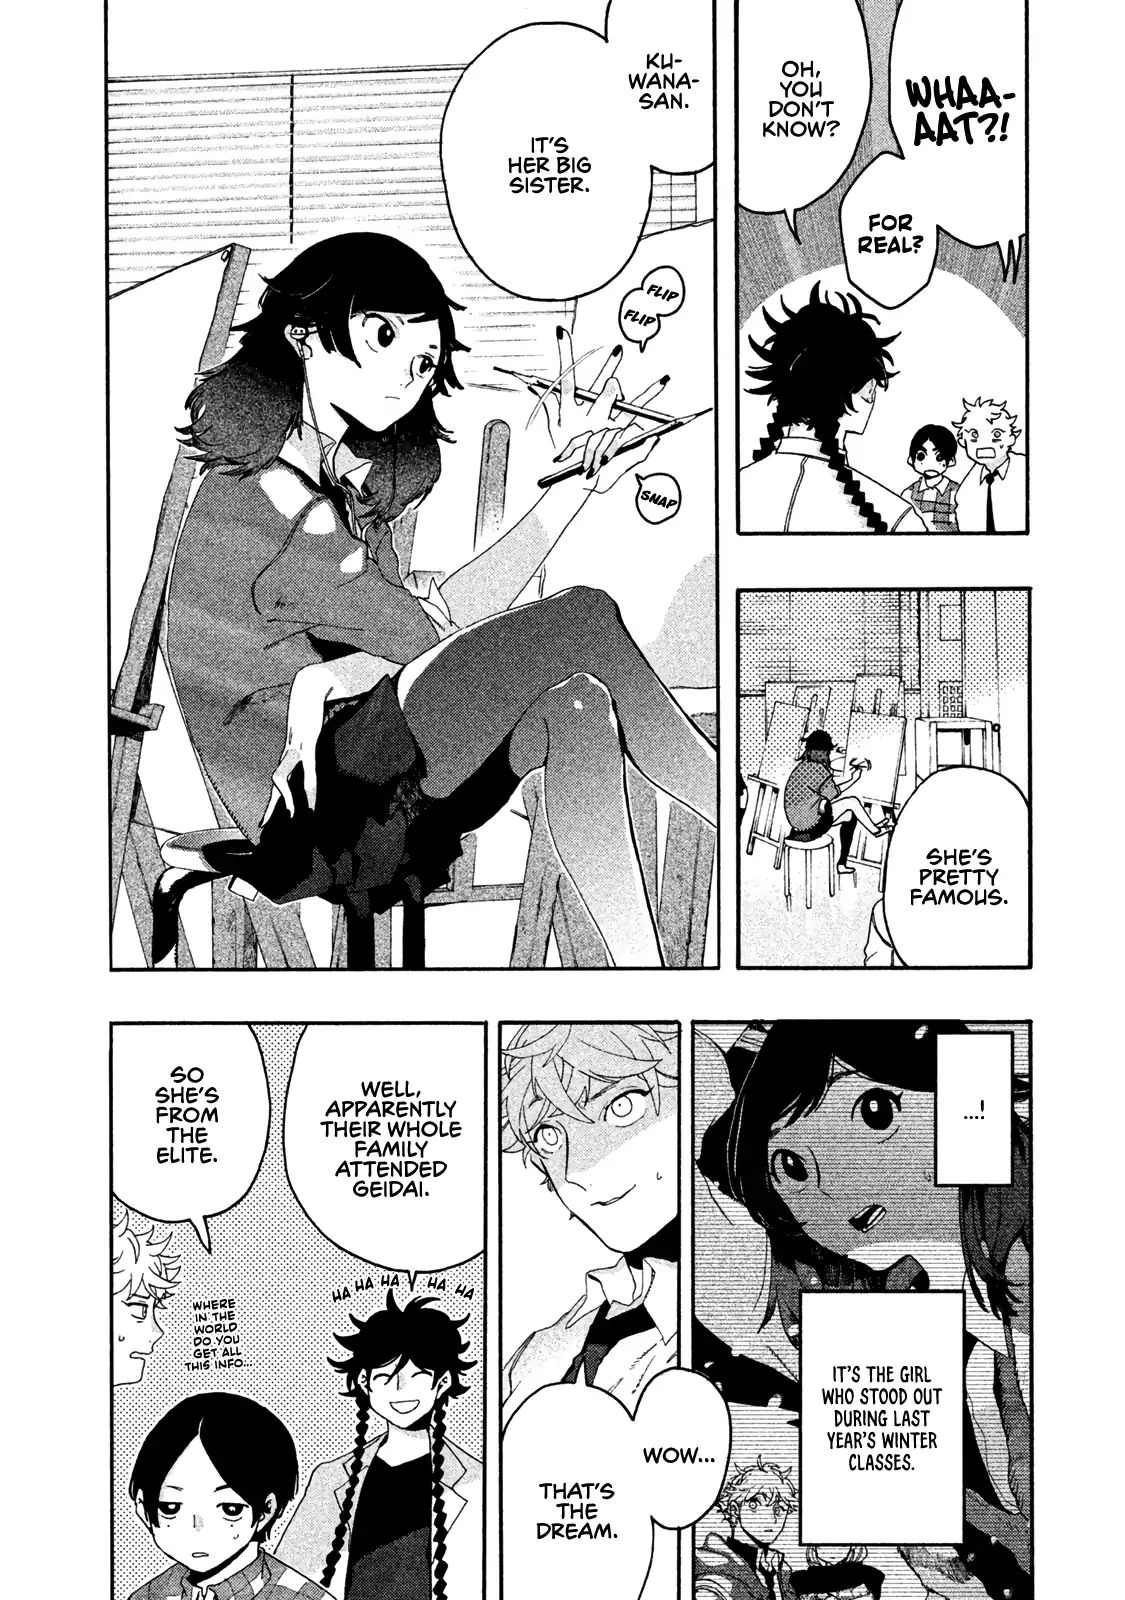 WHAA-
AAT?!
FOR
REAL?
OH,
YOU
DON'T
KNOW?
KU-
WANA-
SAN.
IT'S
HER BIG
SISTER.
FLIP
FLIP
SNAP
SHE'S
PRETTY
FAMOUS.
...!
IT'S THE GIRL
WHO STOOD OUT
DURING LAST
YEAR'S WINTER
CLASSES.
WOW...
THAT'S
THE
DREAM.
WELL,
APPARENTLY
THEIR WHOLE
FAMILY
ATTENDED
GEIDAI.
HA HA HA HA HA
SO
SHE'S
FROM
THE
ELITE.
WHERE
IN THE
WORLD
DO YOU
GET ALL
THIS INFO...